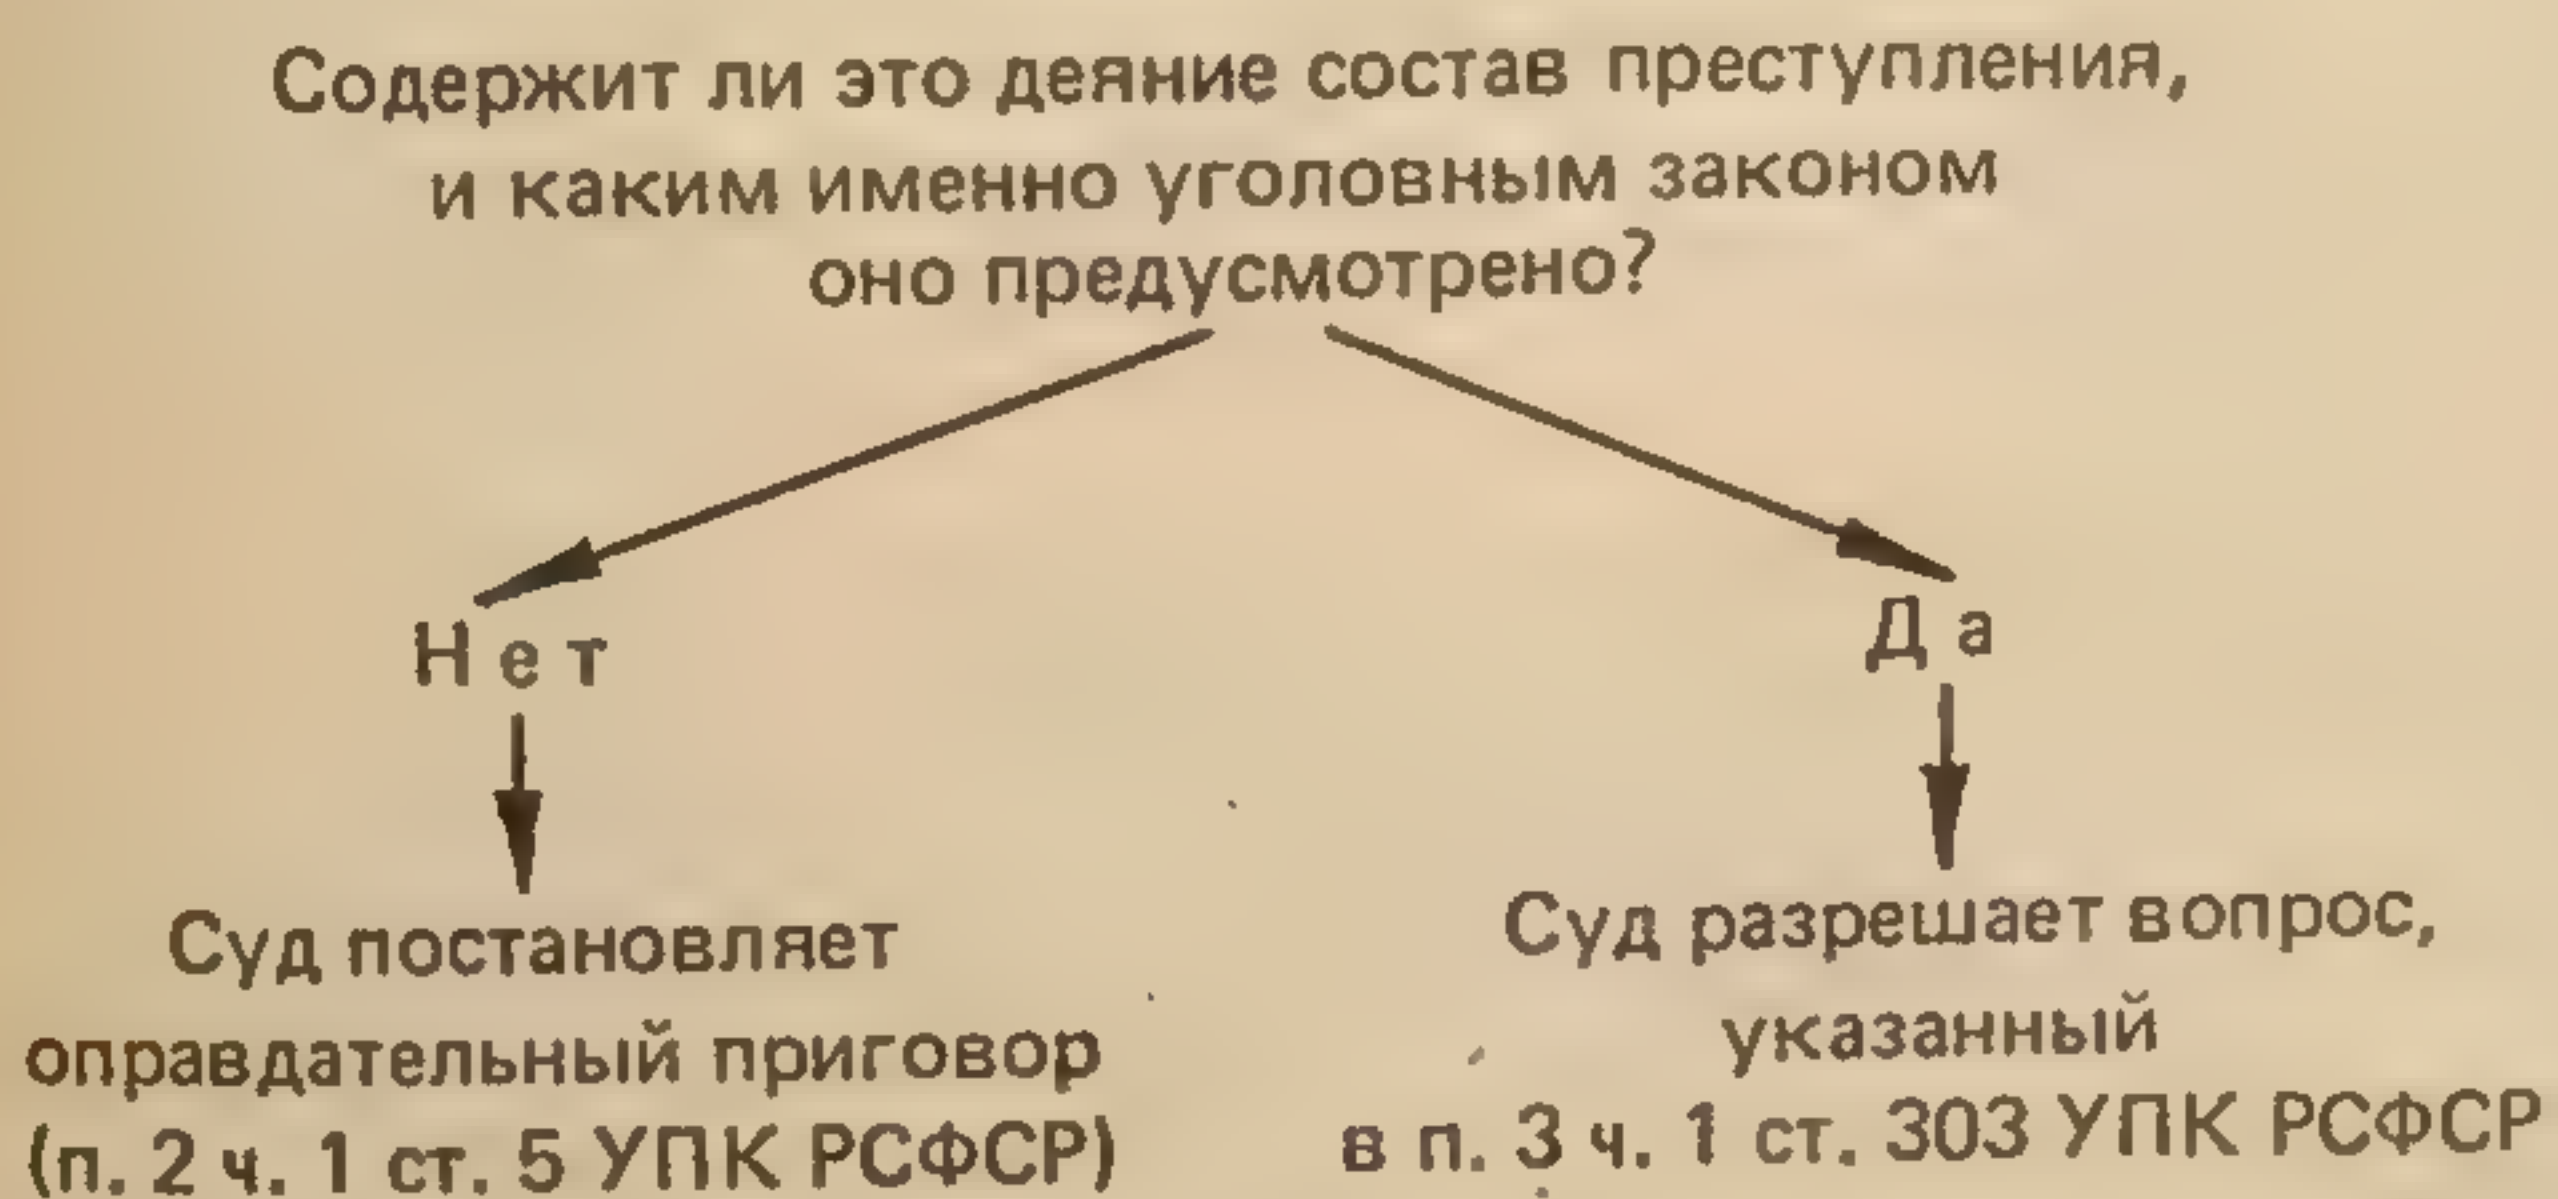 Содержит ли это деяние состав преступления,
и каким именно уголовным законом
оно предусмотрено?
Нет
Да
Суд постановляет
оправдательный приговор
(п. 2 ч. 1 ст. 5 УПК РСФСР)
Суд разрешает вопрос,
указанный
в п. 3 ч. 1 ст. 303 УПК РСФСР